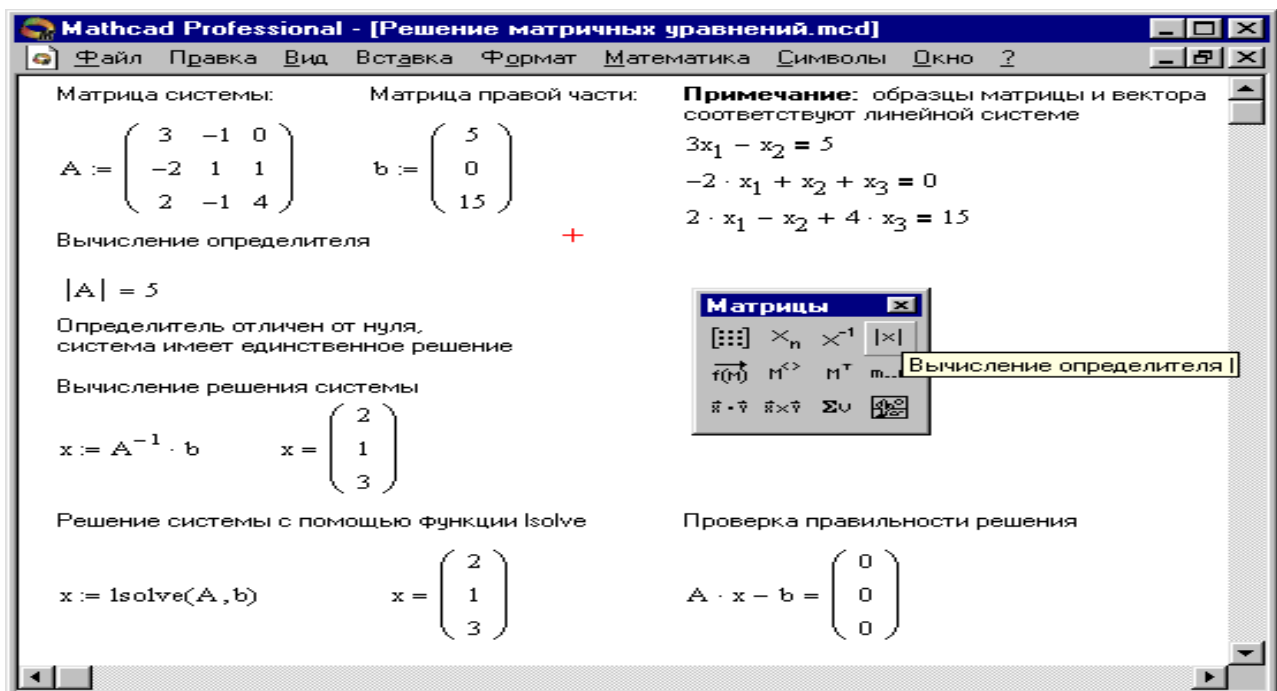 Mathcad Professional - [Решение матричных уравнений.mcd]
Файл Правка Вид Вставка Формат Математика Символы Окно ?
Матрица системы:
A := ( 3 −1 0
−2 1 1
2 −1 4 )
Матрица правой части:
b := ( 5
0
15 )
Примечание: образцы матрицы и вектора
соответствуют линейной системе
3x₁ − x₂ = 5
−2 · x₁ + x₂ + x₃ = 0
2 · x₁ − x₂ + 4 · x₃ = 15
Вычисление определителя
|A| = 5
Определитель отличен от нуля,
система имеет единственное решение
Матрицы
[:::] ×ₙ ×⁻¹ |×|
f(M) M<> Mᵀ m..n
Вычисление определителя |
ΣU
Вычисление решения системы
x := A⁻¹ · b x = ( 2
1
3 )
Решение системы с помощью функции lsolve
x := lsolve(A,b) x = ( 2
1
3 )
Проверка правильности решения
A · x − b = ( 0
0
0 )